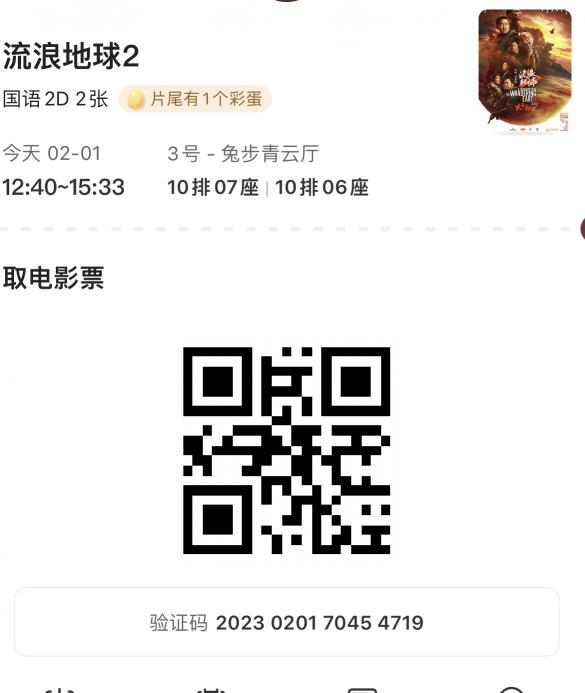 流浪地球2
国语2D 2张 片尾有1个彩蛋
今天 02-01 3号 - 兔步青云厅
12:40~15:33 10排07座 | 10排06座
取电影票
验证码 2023 0201 7045 4719